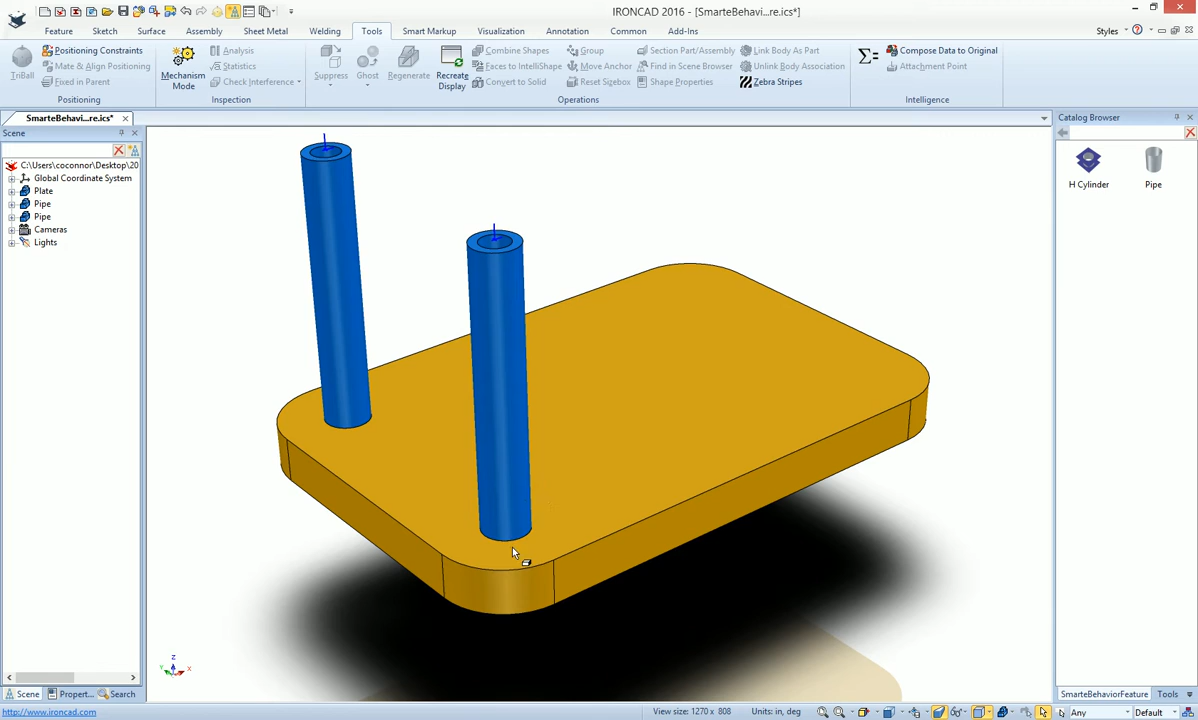 IRONCAD 2016 - [SmarteBehavi...re.ics*]
Feature Sketch Surface Assembly Sheet Metal Welding Tools Smart Markup Visualization Annotation Common Add-Ins Styles
TriBall
Positioning Constraints
Mate & Align Positioning
Fixed in Parent
Positioning
Mechanism Mode
Analysis
Statistics
Check Interference
Inspection
Suppress
Ghost
Regenerate
Recreate Display
Combine Shapes
Faces to IntelliShape
Convert to Solid
Group
Move Anchor
Reset Sizebox
Section Part/Assembly
Find in Scene Browser
Shape Properties
Link Body As Part
Unlink Body Association
Zebra Stripes
Operations
Compose Data to Original
Attachment Point
Intelligence
SmarteBehavi...re.ics*
Scene
C:\Users\coconnor\Desktop\20
Global Coordinate System
Plate
Pipe
Pipe
Cameras
Lights
Z
Y
X
Catalog Browser
H Cylinder
Pipe
Scene Propert... Search
SmarteBehaviorFeature Tools
http://www.ironcad.com
View size: 1270 x 808
Units: in, deg
Any
Default